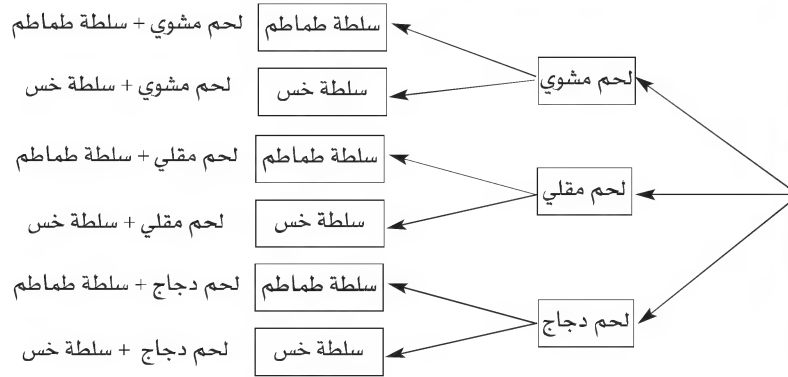 لحم مشوي
سلطة طماطم
لحم مشوي + سلطة طماطم
سلطة خس
لحم مشوي + سلطة خس
لحم مقلي
سلطة طماطم
لحم مقلي + سلطة طماطم
سلطة خس
لحم مقلي + سلطة خس
لحم دجاج
سلطة طماطم
لحم دجاج + سلطة طماطم
سلطة خس
لحم دجاج + سلطة خس